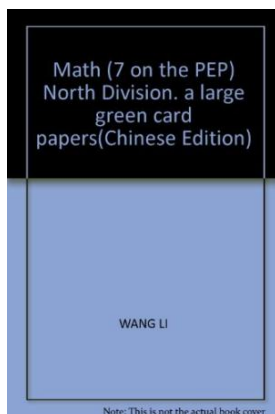 Math (7 on the PEP)
North Division. a large
green card
papers(Chinese Edition)
WANG LI
Note: This is not the actual book cover